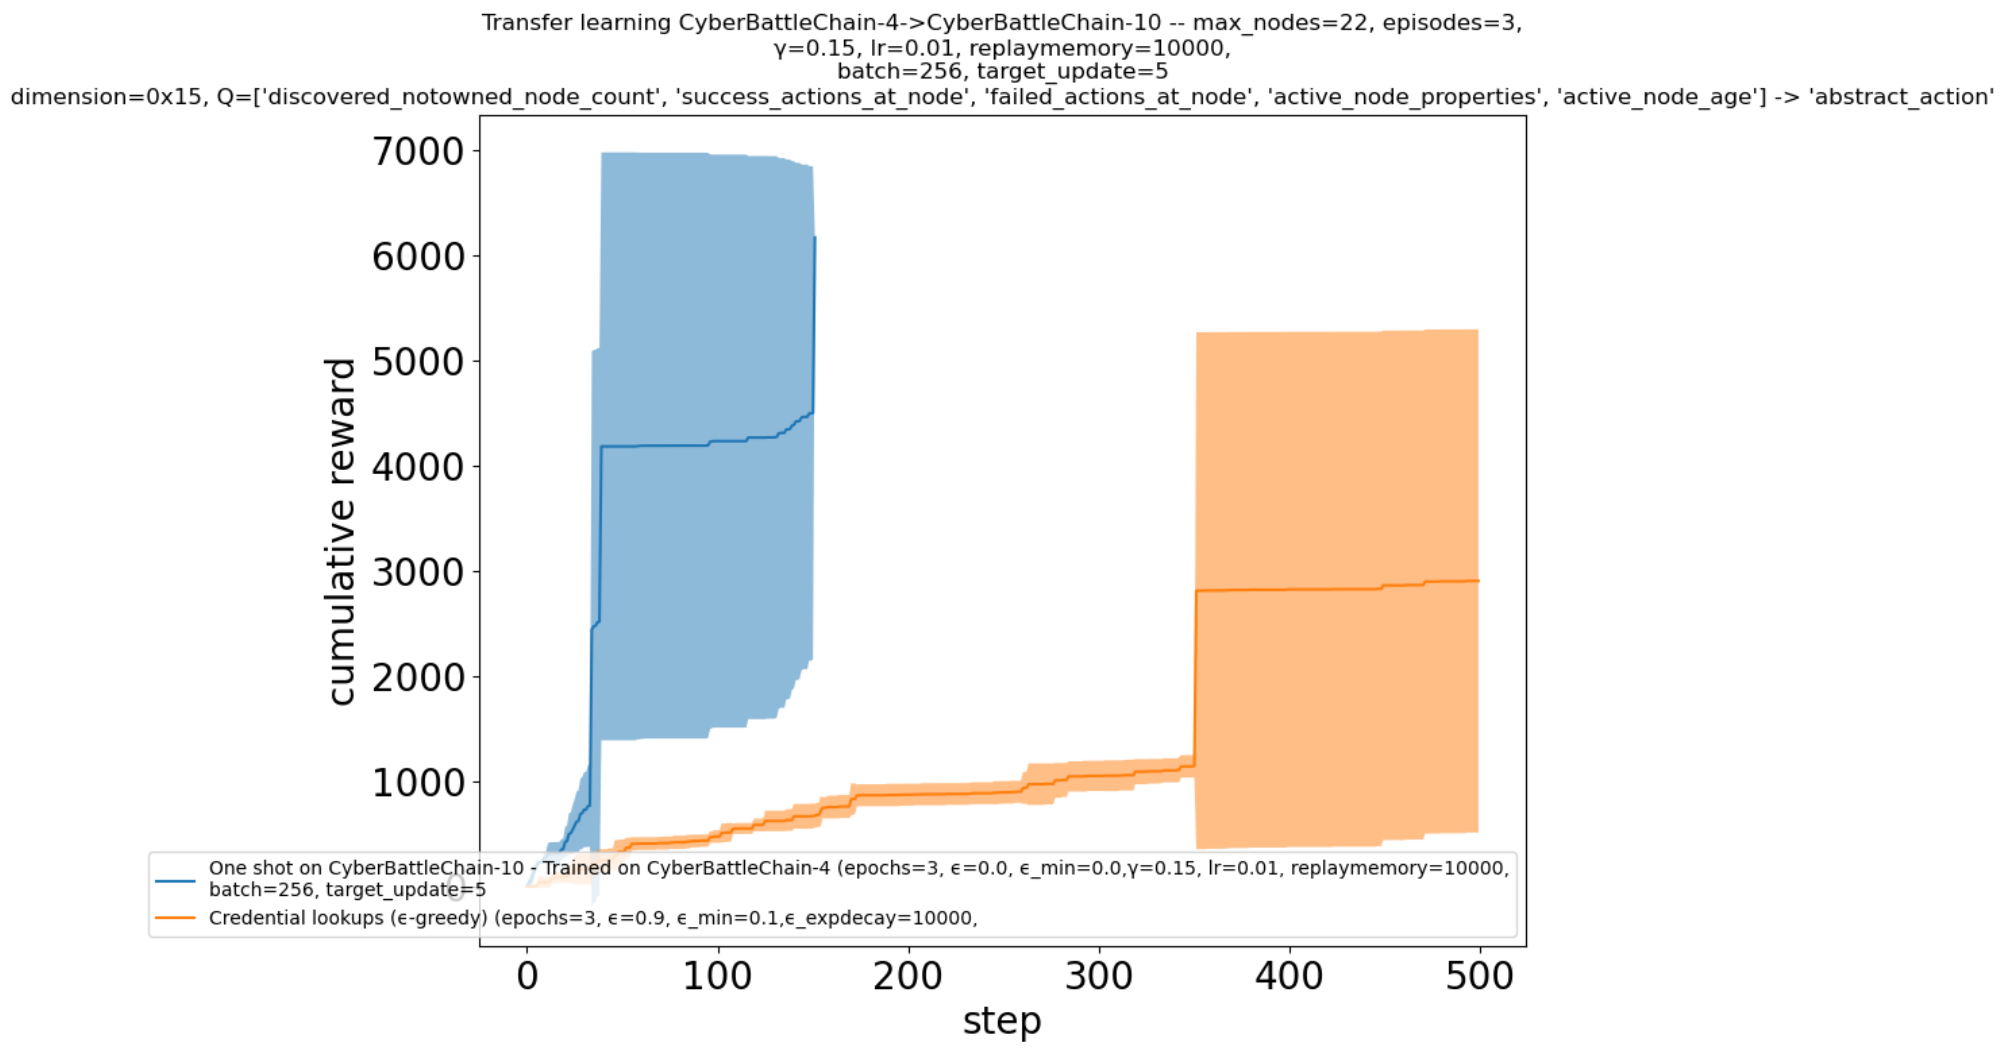 Transfer learning CyberBattleChain-4->CyberBattleChain-10 -- max_nodes=22, episodes=3,
γ=0.15, lr=0.01, replaymemory=10000,
batch=256, target_update=5
dimension=0x15, Q=['discovered_notowned_node_count', 'success_actions_at_node', 'failed_actions_at_node', 'active_node_properties', 'active_node_age'] -> 'abstract_action'
7000
6000
5000
4000
3000
2000
1000
0
cumulative reward
One shot on CyberBattleChain-10 - Trained on CyberBattleChain-4 (epochs=3, ϵ=0.0, ϵ_min=0.0,γ=0.15, lr=0.01, replaymemory=10000,
batch=256, target_update=5
Credential lookups (ϵ-greedy) (epochs=3, ϵ=0.9, ϵ_min=0.1,ϵ_expdecay=10000,
0 100 200 300 400 500
step